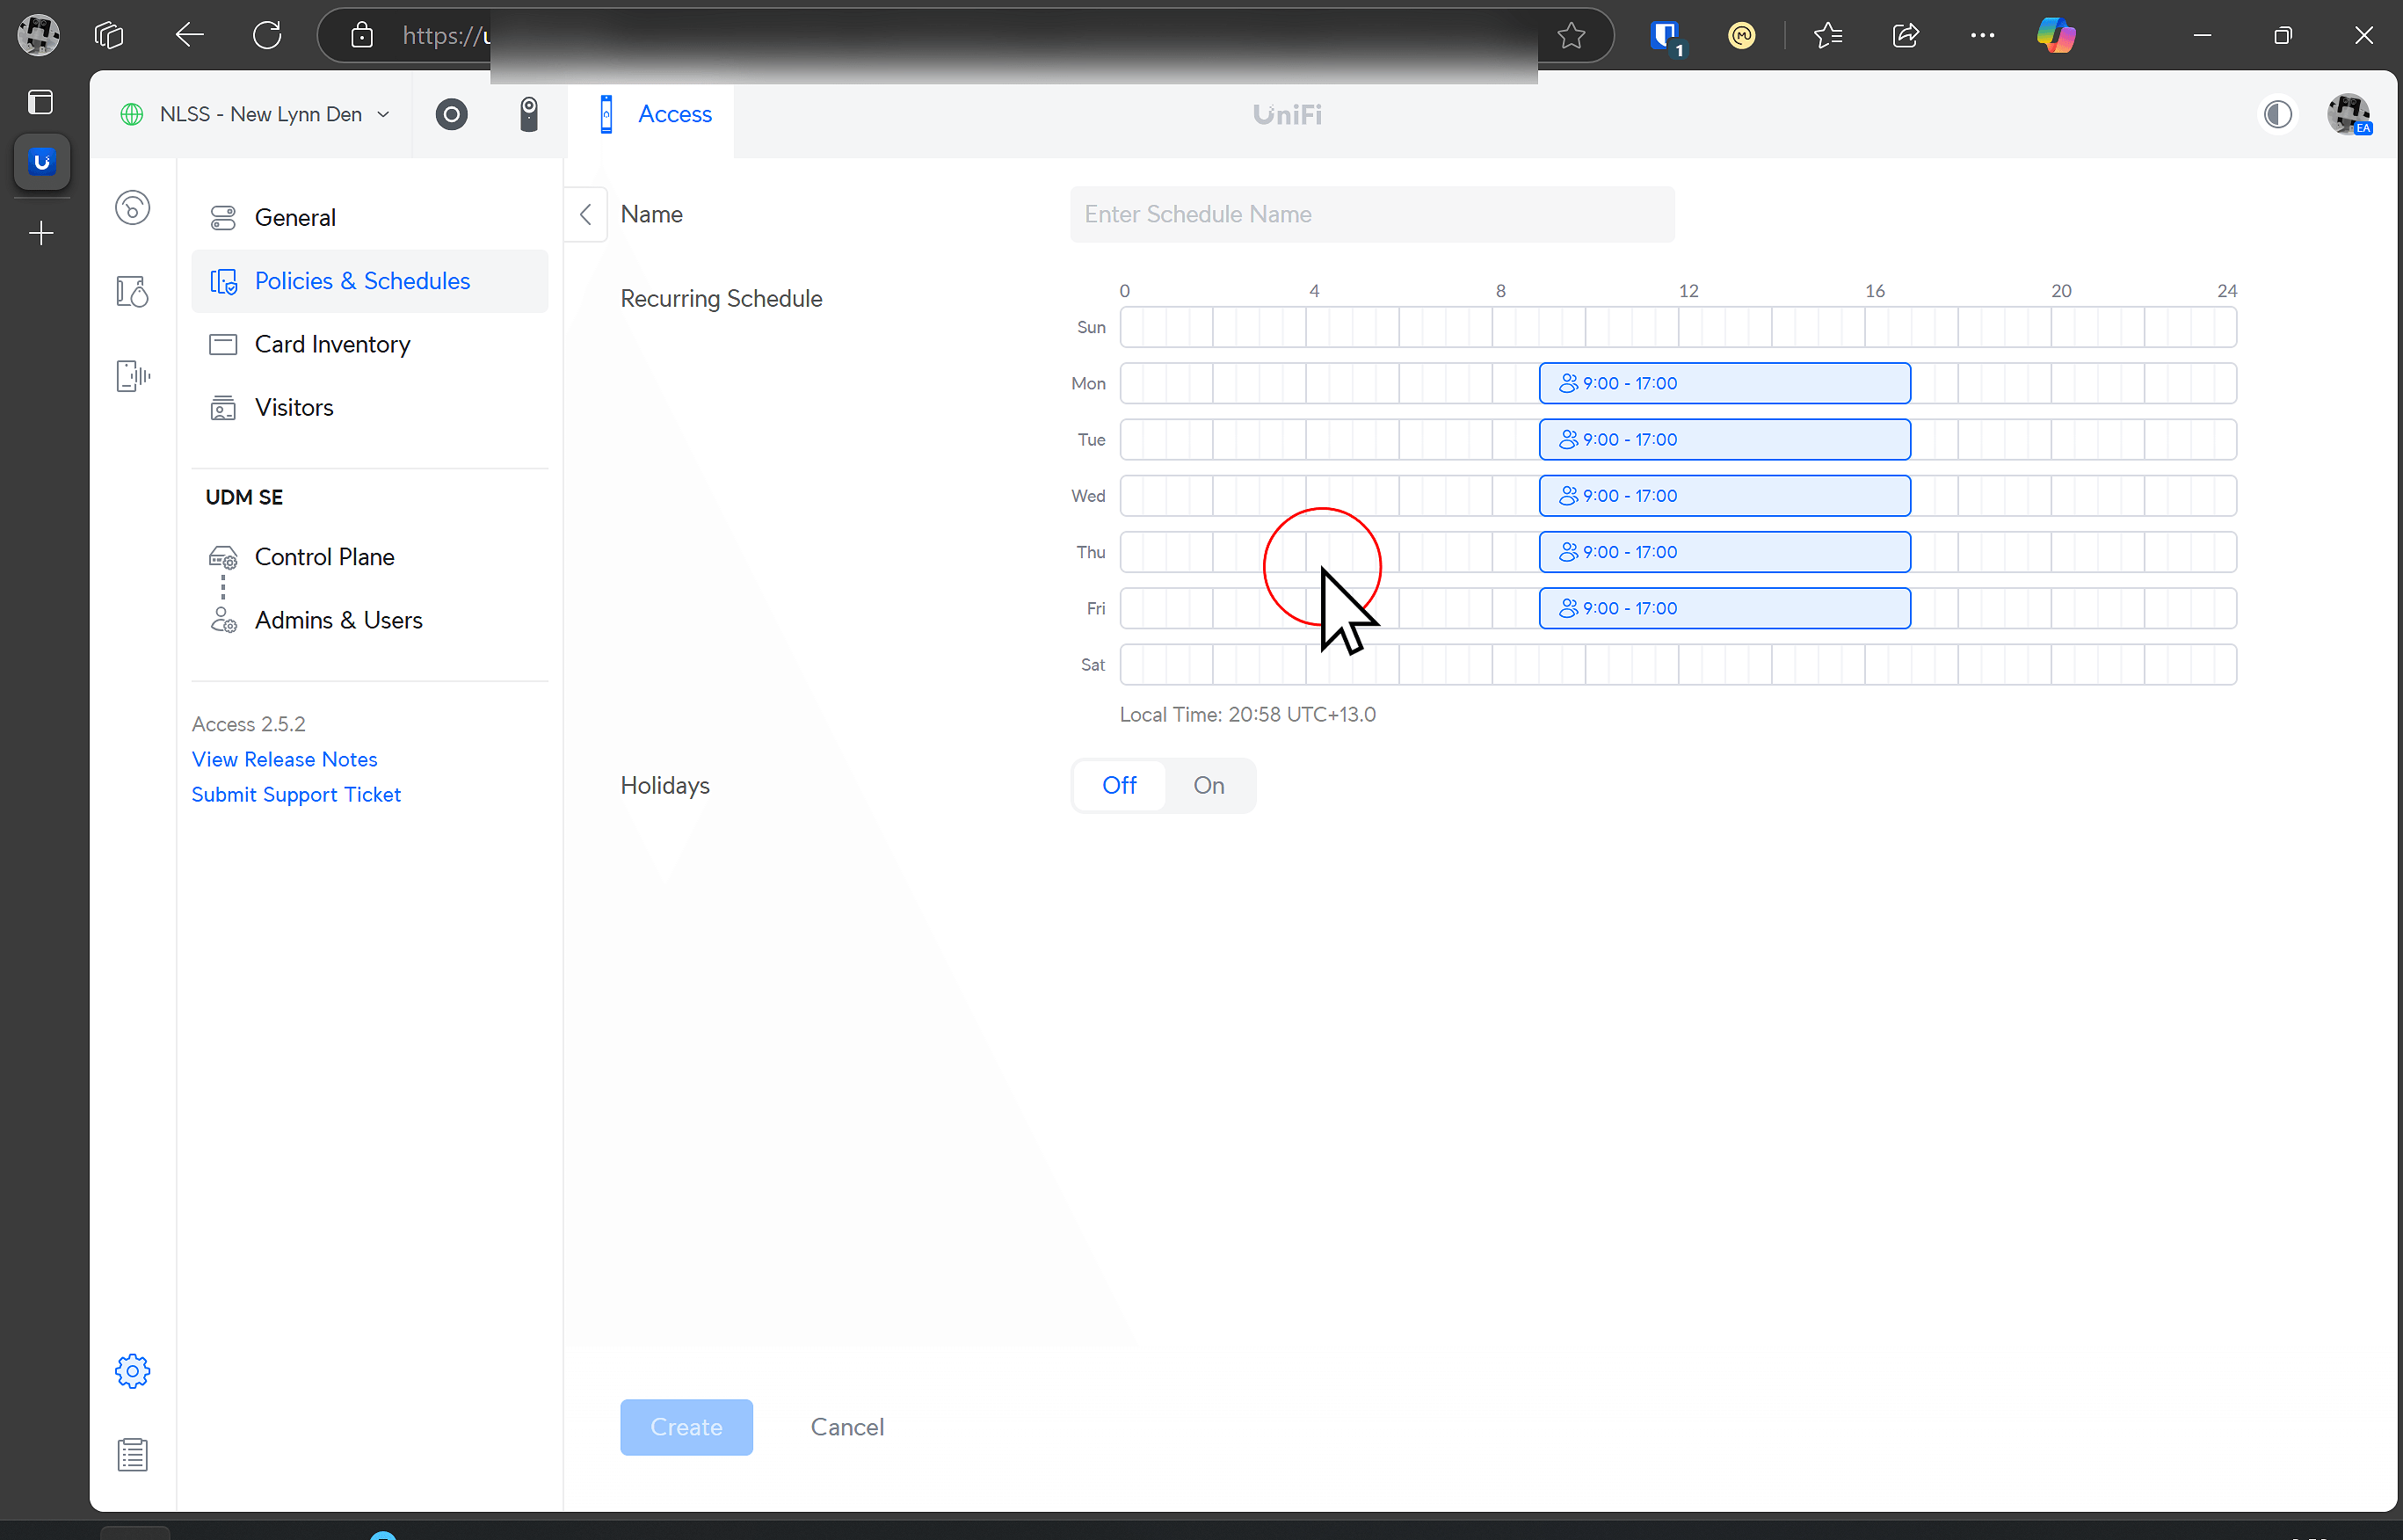 https://u
1
NLSS - New Lynn Den
Access
UniFi
EA
General
Policies & Schedules
Card Inventory
Visitors
UDM SE
Control Plane
Admins & Users
Access 2.5.2
View Release Notes
Submit Support Ticket
Name
Enter Schedule Name
Recurring Schedule
0 4 8 12 16 20 24
Sun
Mon 9:00 - 17:00
Tue 9:00 - 17:00
Wed 9:00 - 17:00
Thu 9:00 - 17:00
Fri 9:00 - 17:00
Sat
Local Time: 20:58 UTC+13.0
Holidays
Off On
Create Cancel